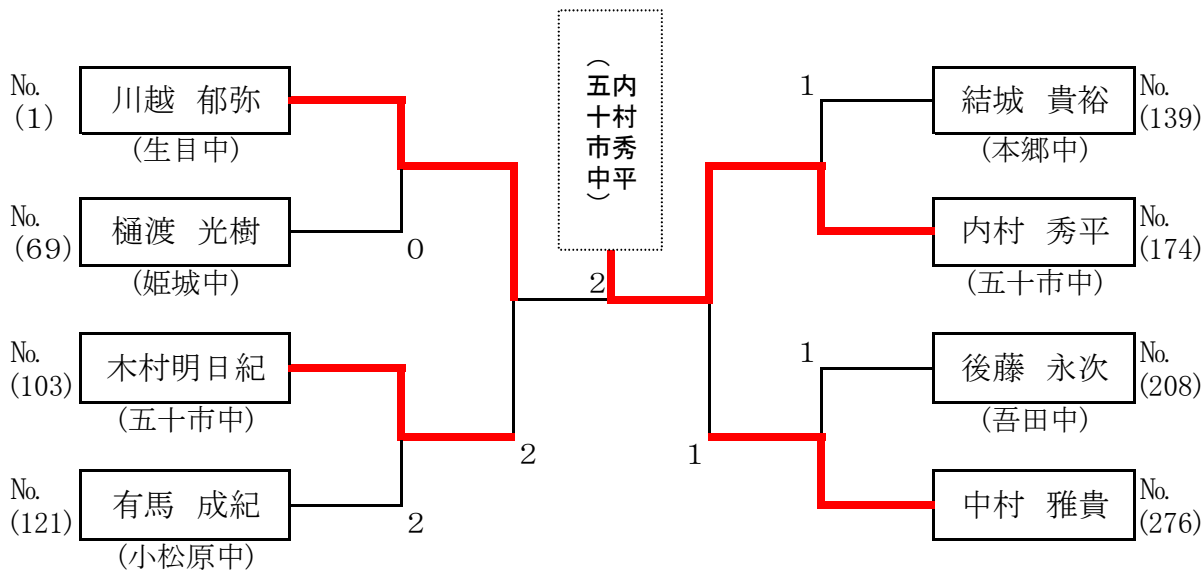 内村秀平
(五十市中)
No.
(1)
川越 郁弥
(生目中)
No.
(69)
樋渡 光樹
(姫城中)
0
No.
(103)
木村明日紀
(五十市中)
No.
(121)
有馬 成紀
(小松原中)
2
2
2
1
結城 貴裕
No.
(139)
(本郷中)
内村 秀平
No.
(174)
(五十市中)
1
1
後藤 永次
No.
(208)
(吾田中)
中村 雅貴
No.
(276)